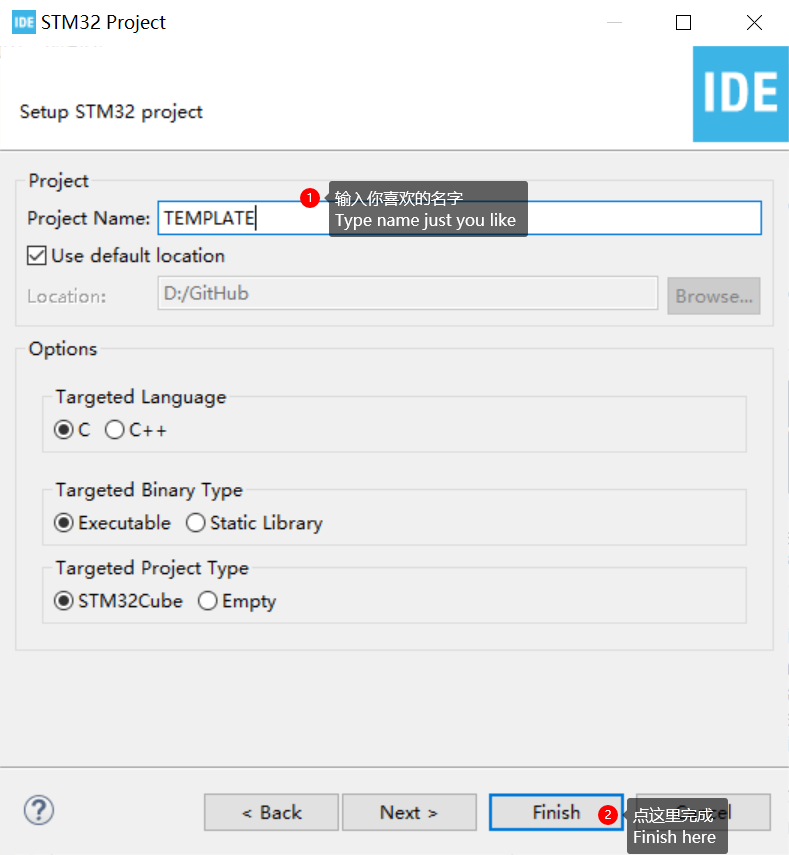 IDE STM32 Project
IDE
Setup STM32 project
Project
1 输入你喜欢的名字
Type name just you like
Project Name: TEMPLATE
Use default location
Location: D:/GitHub Browse...
Options
Targeted Language
C C++
Targeted Binary Type
Executable Static Library
Targeted Project Type
STM32Cube Empty
? < Back Next > Finish 2 点这里完成
Finish here